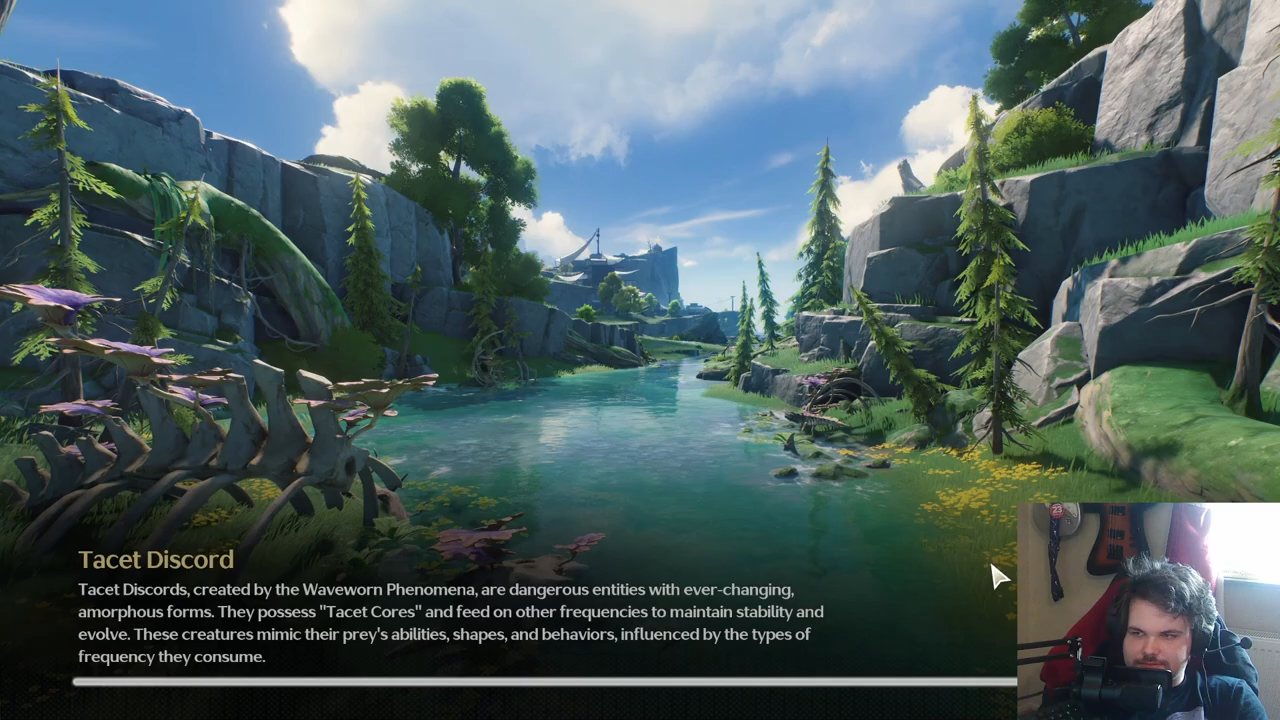 Tacet Discord
Tacet Discords, created by the Waveworn Phenomena, are dangerous entities with ever-changing,
amorphous forms. They possess "Tacet Cores" and feed on other frequencies to maintain stability and
evolve. These creatures mimic their prey's abilities, shapes, and behaviors, influenced by the types of
frequency they consume.
23